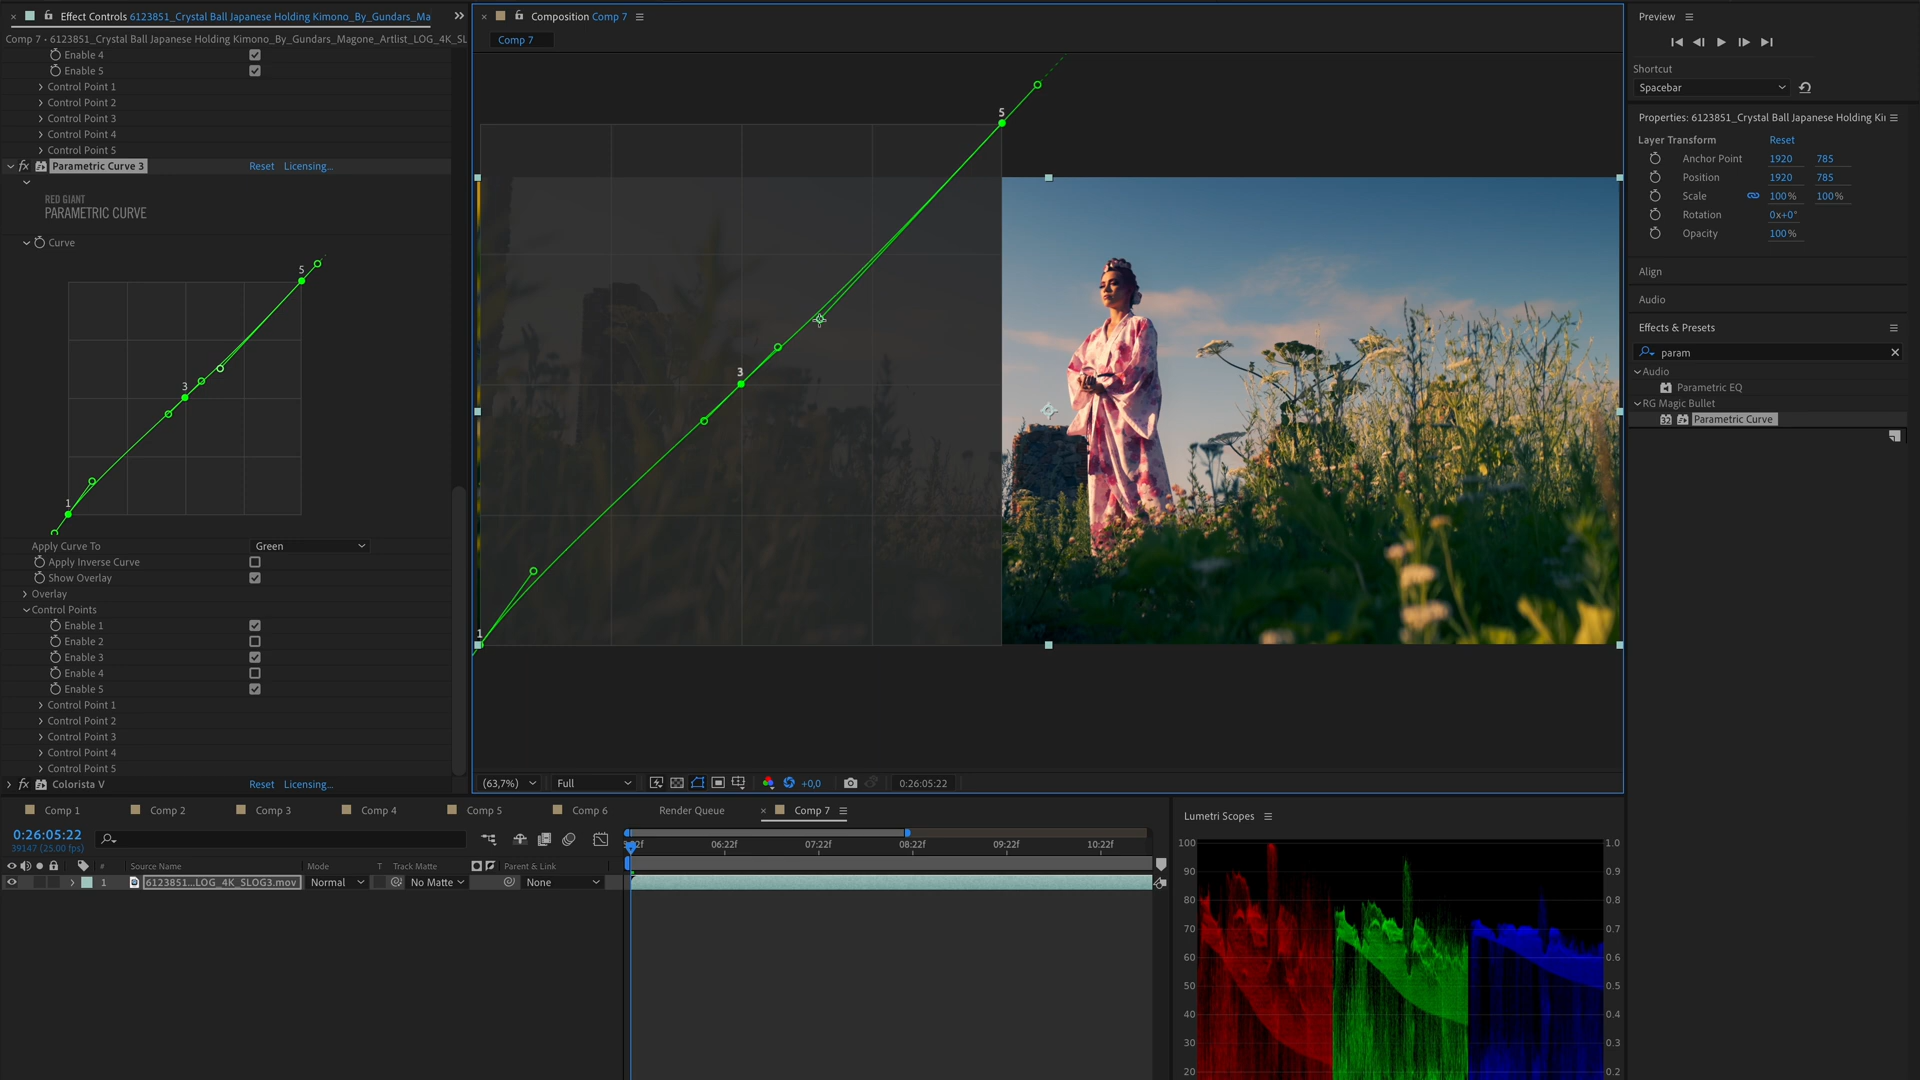 Effect Controls 6123851_Crystal Ball Japanese Holding Kimono_By_Gundars_Ma
Comp 7 • 6123851_Crystal Ball Japanese Holding Kimono_By_Gundars_Magone_Artlist_LOG_4K_SL
Enable 4
Enable 5
Control Point 1
Control Point 2
Control Point 3
Control Point 4
Control Point 5
fx Parametric Curve 3 Reset Licensing...
RED GIANT
PARAMETRIC CURVE
Curve
5
3
1
Apply Curve To Green
Apply Inverse Curve
Show Overlay
Overlay
Control Points
Enable 1
Enable 2
Enable 3
Enable 4
Enable 5
Control Point 1
Control Point 2
Control Point 3
Control Point 4
Control Point 5
fx Colorista V Reset Licensing...
Composition Comp 7
Comp 7
5
3
1
(63,7%) Full +0,0 0:26:05:22
Preview
Shortcut
Spacebar
Properties: 6123851_Crystal Ball Japanese Holding Ki
Layer Transform Reset
Anchor Point 1920 785
Position 1920 785
Scale 100% 100%
Rotation 0x+0°
Opacity 100%
Align
Audio
Effects & Presets
param
Audio
Parametric EQ
RG Magic Bullet
32 Parametric Curve
Comp 1 Comp 2 Comp 3 Comp 4 Comp 5 Comp 6 Render Queue Comp 7
0:26:05:22
39147 (25.00 fps)
06:22f 07:22f 08:22f 09:22f 10:22f
# Source Name Mode T Track Matte Parent & Link
1 6123851...LOG_4K_SLOG3.mov Normal No Matte None
Lumetri Scopes
100 1.0
90 0.9
80 0.8
70 0.7
60 0.6
50 0.5
40 0.4
30 0.3
20 0.2